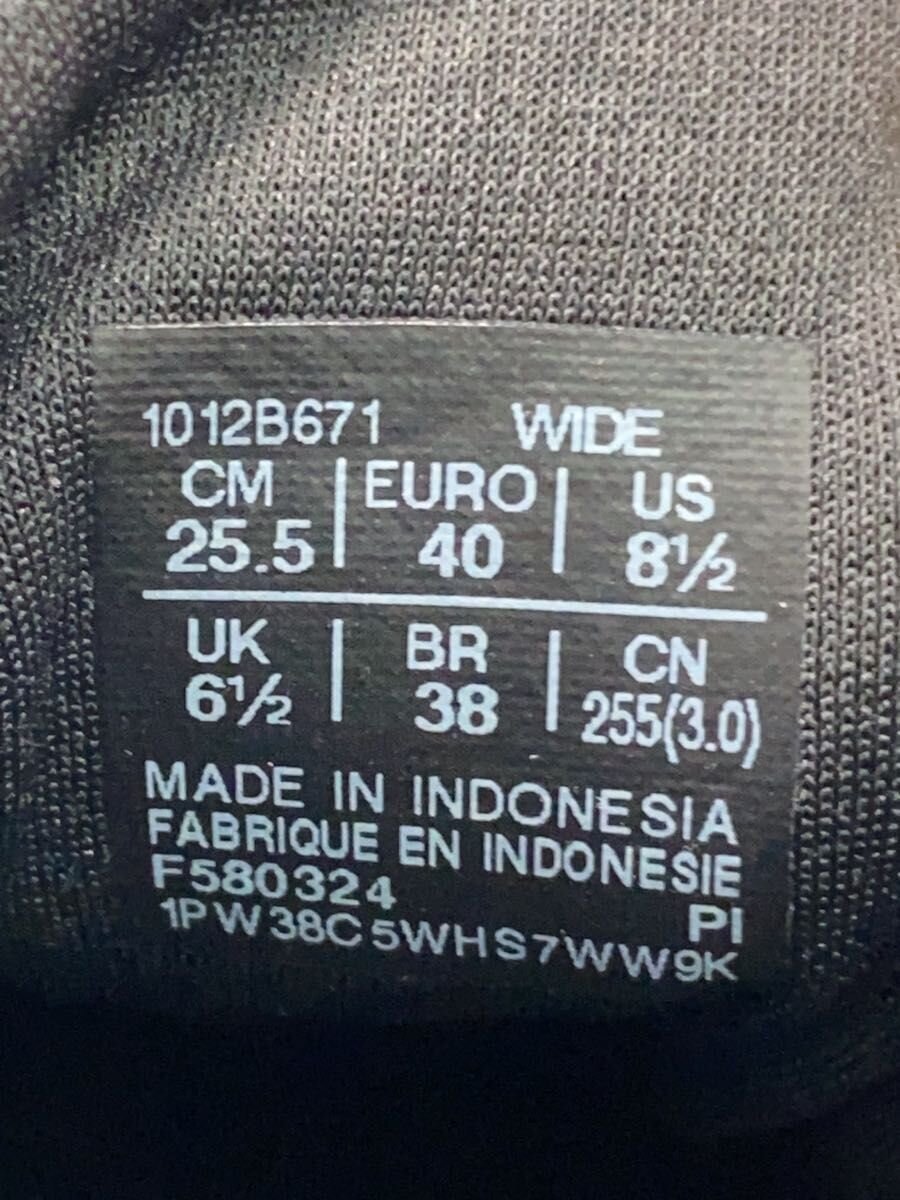 1012B671 WIDE
CM EURO US
25.5 40 8½
UK BR CN
6½ 38 255(3.0)
MADE IN INDONESIA
FABRIQUE EN INDONESIE
F580324 PI
1PW38C5WHS7WW9K